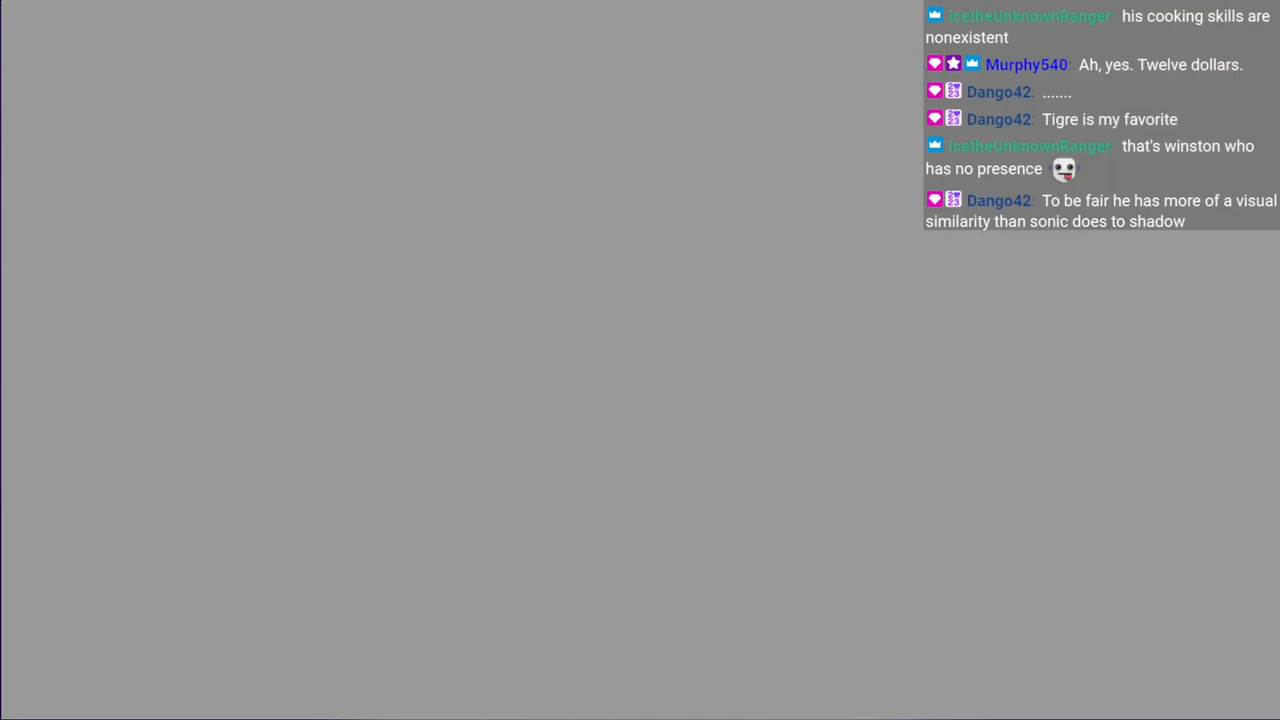 IcetheUnknownRanger his cooking skills are
nonexistent
Murphy540: Ah, yes. Twelve dollars.
Dango42: .......
Dango42: Tigre is my favorite
IcetheUnknownRanger that's winston who
has no presence
Dango42: To be fair he has more of a visual
similarity than sonic does to shadow